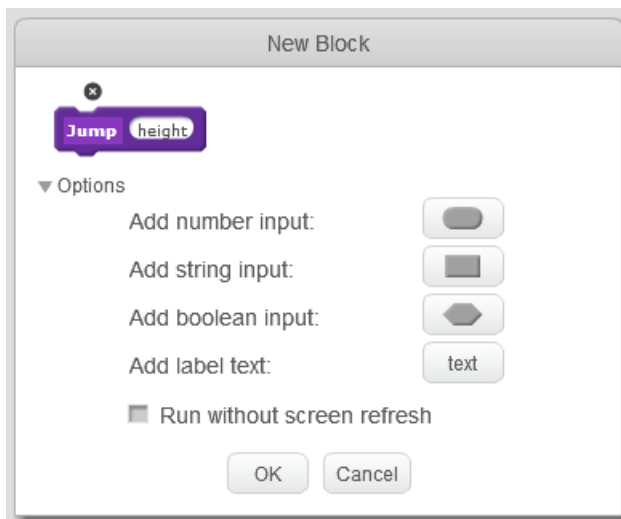 New Block
Jump height
Options
Add number input:
Add string input:
Add boolean input:
Add label text: text
Run without screen refresh
OK Cancel